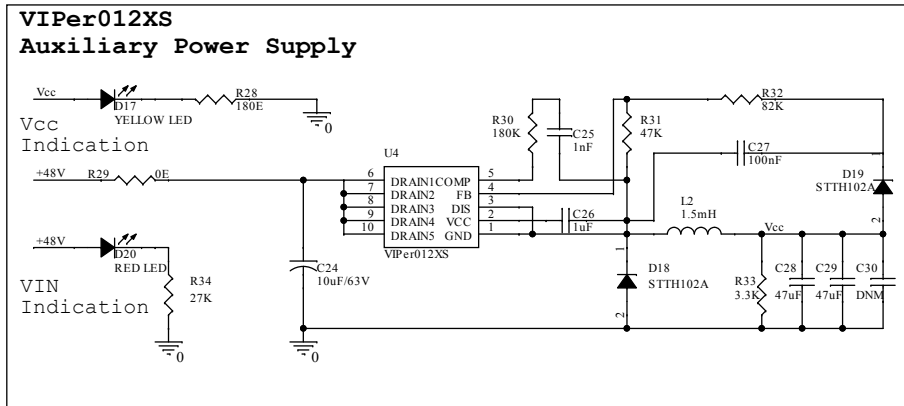 VIPer012XS
Auxiliary Power Supply
Vcc
D17
YELLOW LED
R28
180E
0
Vcc
Indication
+48V
R29
0E
+48V
D20
RED LED
VIN
Indication
R34
27K
0
C24
10uF/63V
0
U4
6
7
8
9
10
DRAIN1
COMP
DRAIN2
FB
DRAIN3
DIS
DRAIN4
VCC
DRAIN5
GND
5
4
3
2
1
VIPer012XS
R30
180K
C25
1nF
R31
47K
R32
82K
C27
100nF
D19
STTH102A
1
2
C26
1uF
L2
1.5mH
Vcc
1
D18
STTH102A
2
R33
3.3K
C28
47uF
C29
47uF
C30
DNM